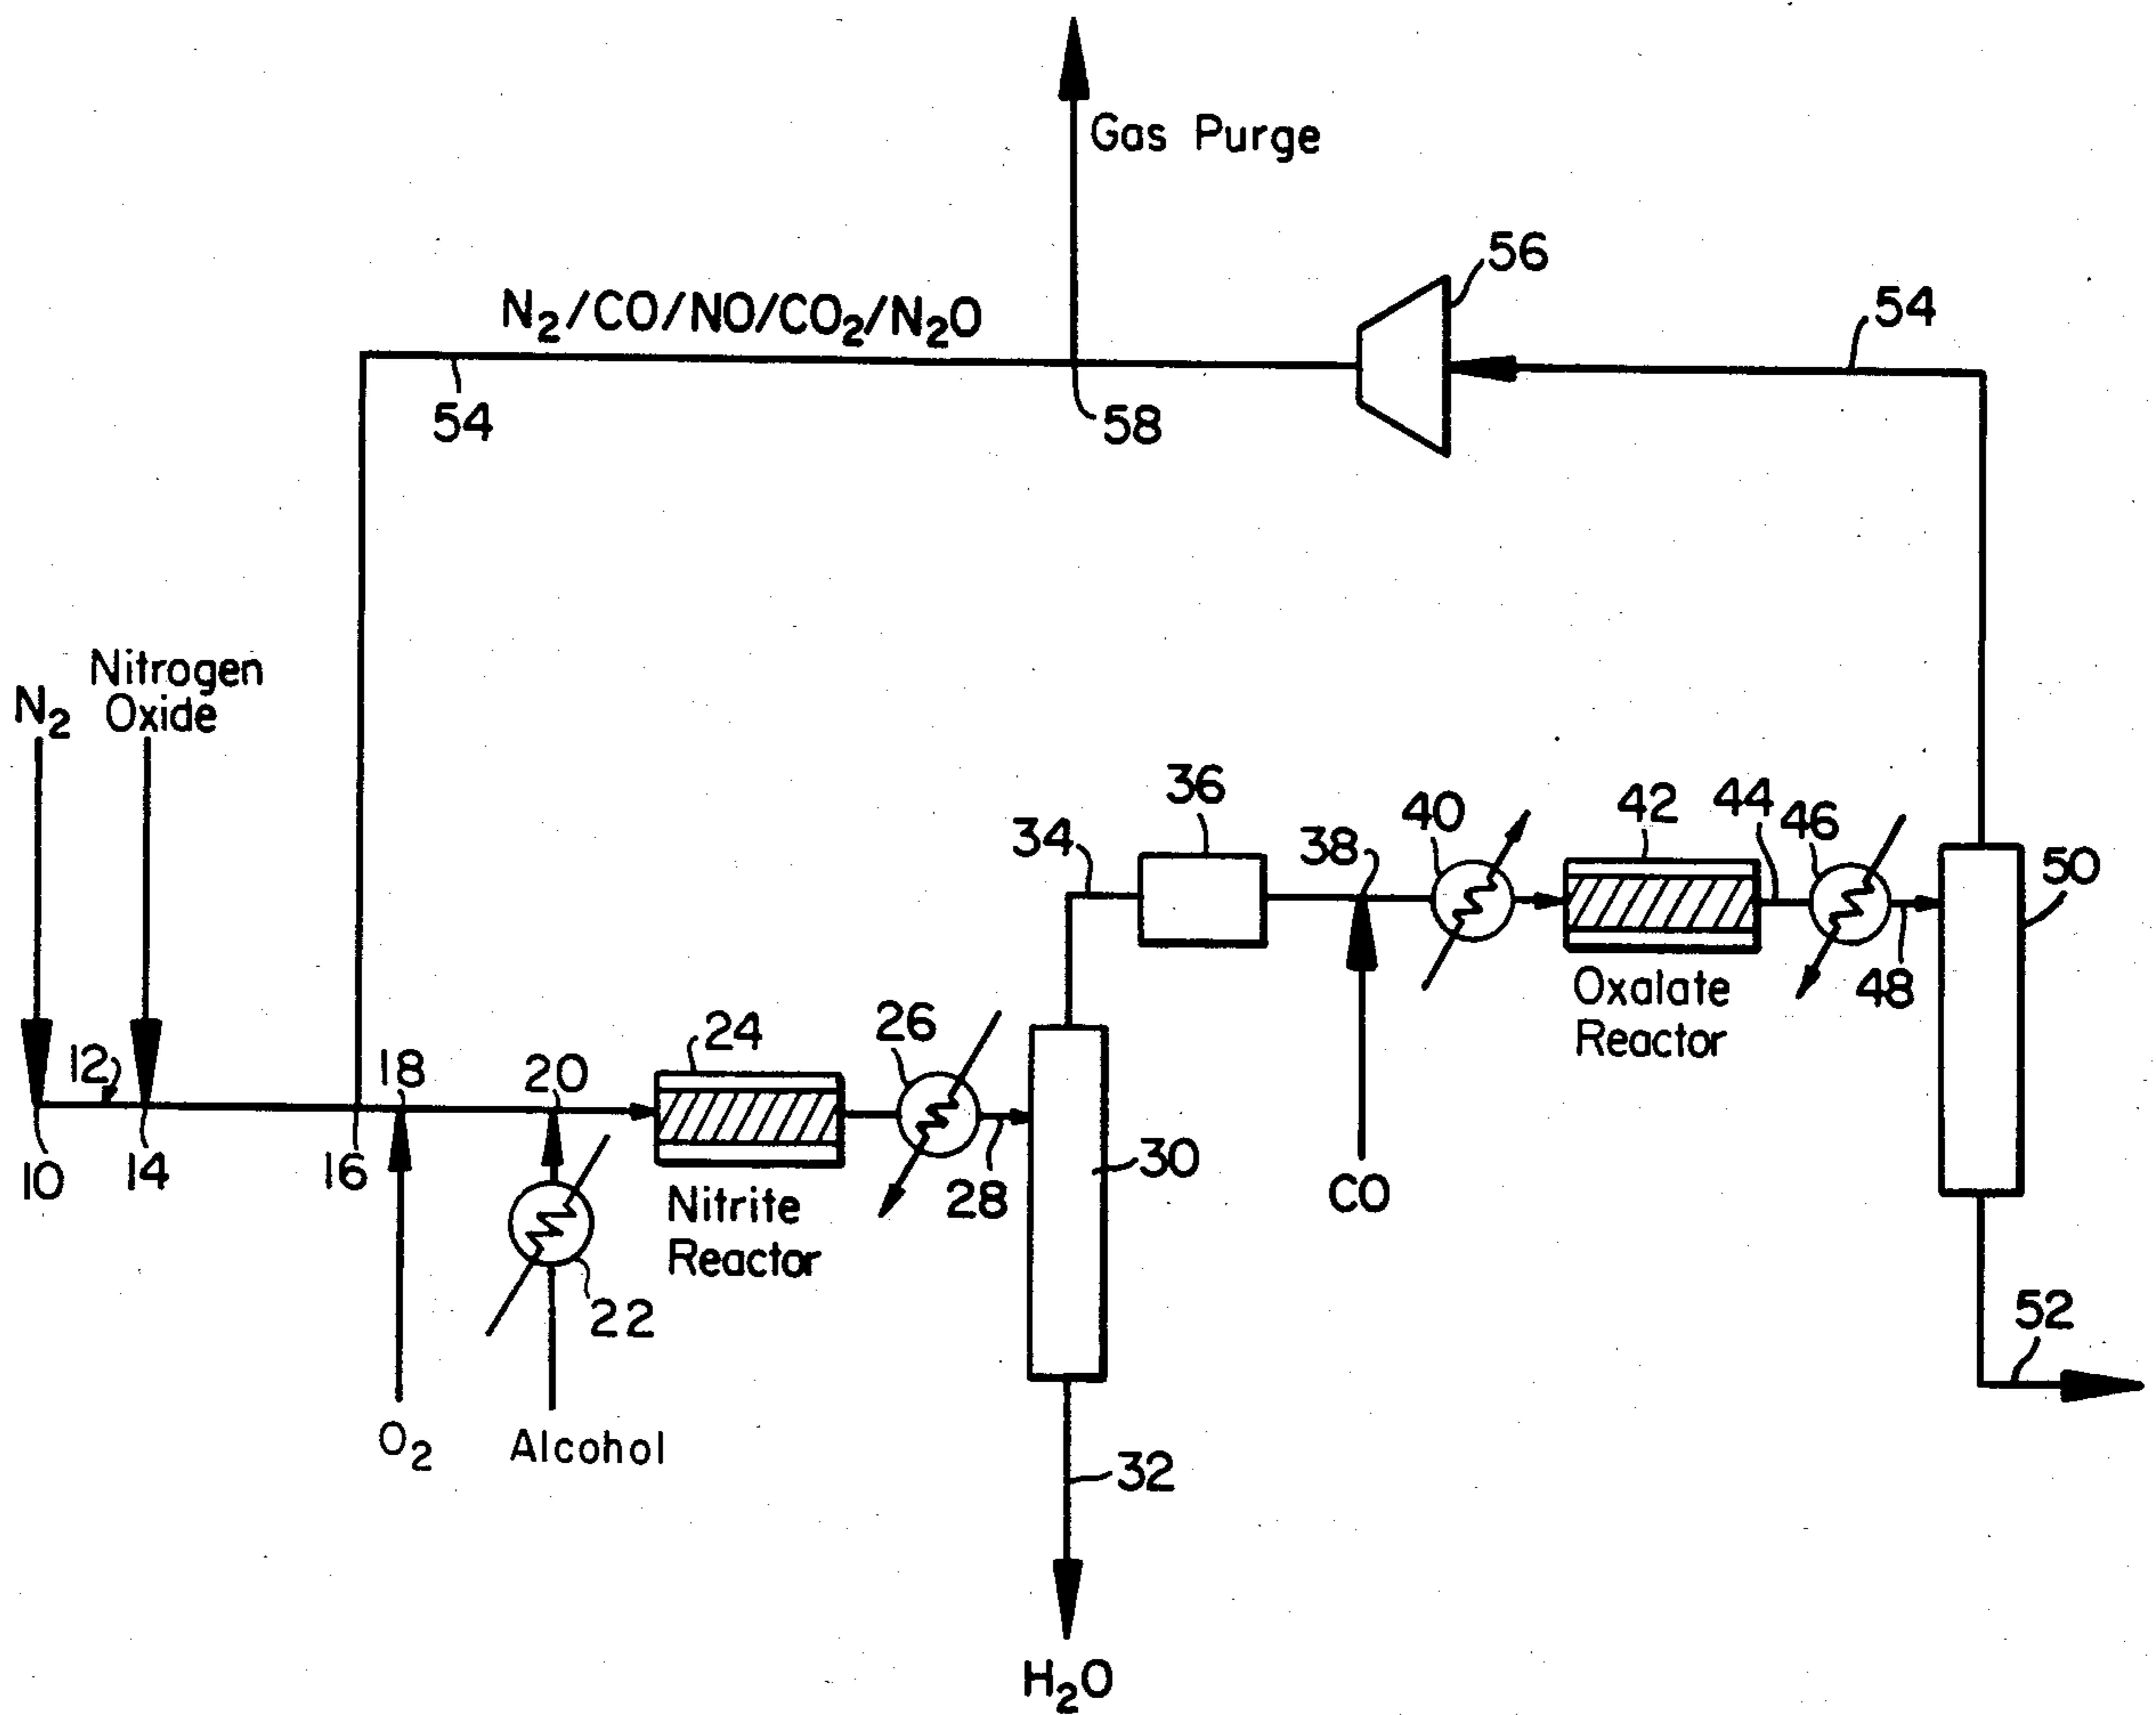 Gas Purge
56
54
N₂/CO/NO/CO₂/N₂O
54
58
Nitrogen
Oxide
N₂
36
40
42
44
46
34
38
50
48
Oxalate
Reactor
24
26
12
18
20
10
14
16
28
30
CO
Nitrite
Reactor
22
52
O₂
Alcohol
32
H₂O